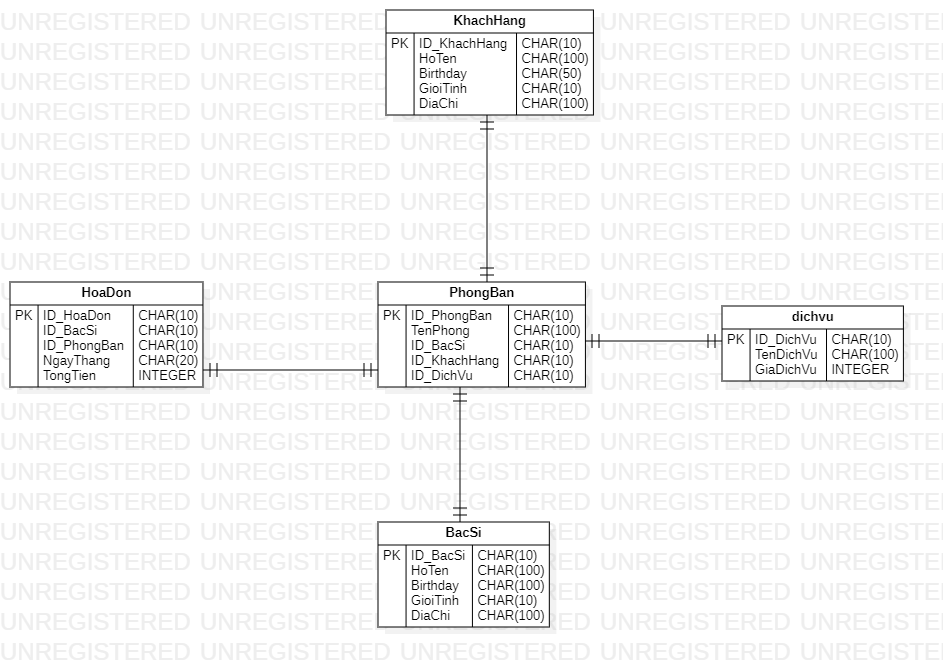 KhachHang
PK ID_KhachHang CHAR(10)
HoTen CHAR(100)
Birthday CHAR(50)
GioiTinh CHAR(10)
DiaChi CHAR(100)
HoaDon
PK ID_HoaDon CHAR(10)
ID_BacSi CHAR(10)
ID_PhongBan CHAR(10)
NgayThang CHAR(20)
TongTien INTEGER
PhongBan
PK ID_PhongBan CHAR(10)
TenPhong CHAR(100)
ID_BacSi CHAR(10)
ID_KhachHang CHAR(10)
ID_DichVu CHAR(10)
dichvu
PK ID_DichVu CHAR(10)
TenDichVu CHAR(100)
GiaDichVu INTEGER
BacSi
PK ID_BacSi CHAR(10)
HoTen CHAR(100)
Birthday CHAR(100)
GioiTinh CHAR(10)
DiaChi CHAR(100)
UNREGISTERED UNREGISTERED UNREGISTERED UNREGISTERED UNREGISTERED